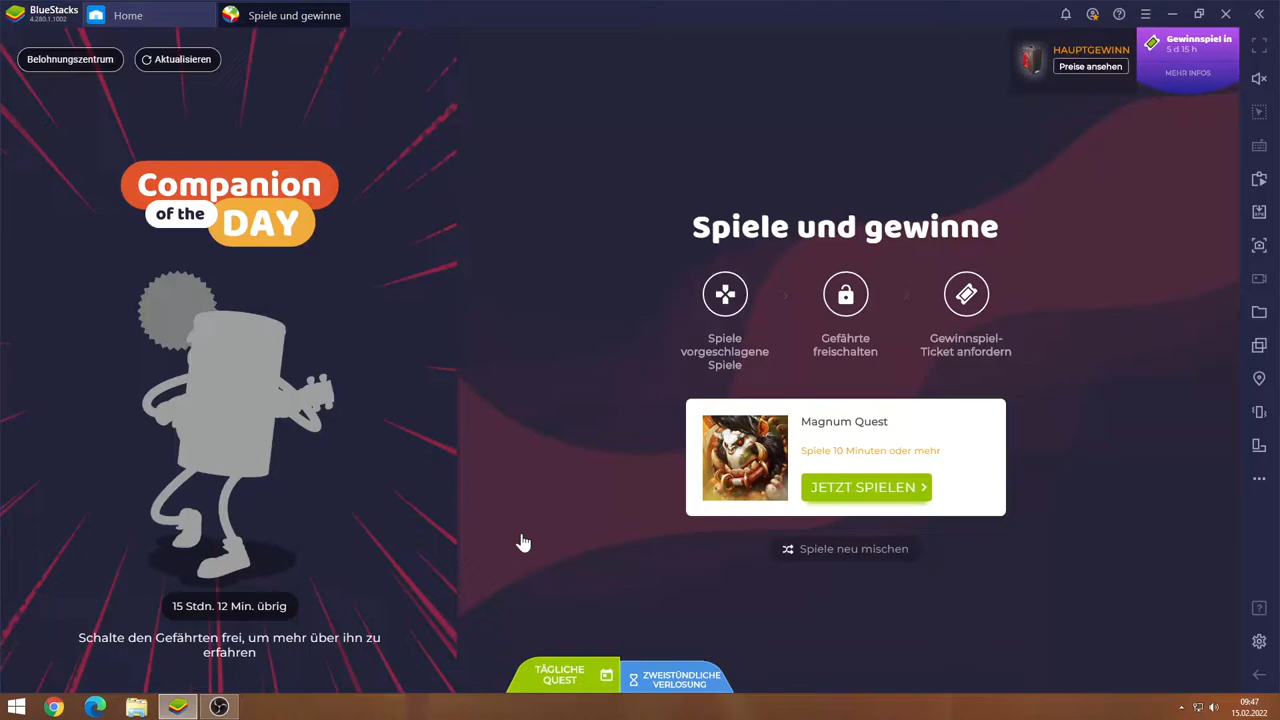 BlueStacks
4.280.1.1002
Home
Spiele und gewinne
Belohnungszentrum
Aktualisieren
HAUPTGEWINN
Preise ansehen
Gewinnspiel in
5 d 15 h
MEHR INFOS
Companion
of the
DAY
15 Stdn. 12 Min. übrig
Schalte den Gefährten frei, um mehr über ihn zu
erfahren
Spiele und gewinne
Spiele
vorgeschlagene
Spiele
Gefährte
freischalten
Gewinnspiel-
Ticket anfordern
Magnum Quest
Spiele 10 Minuten oder mehr
JETZT SPIELEN
Spiele neu mischen
TÄGLICHE
QUEST
ZWEISTÜNDLICHE
VERLOSUNG
09:47
15.02.2022